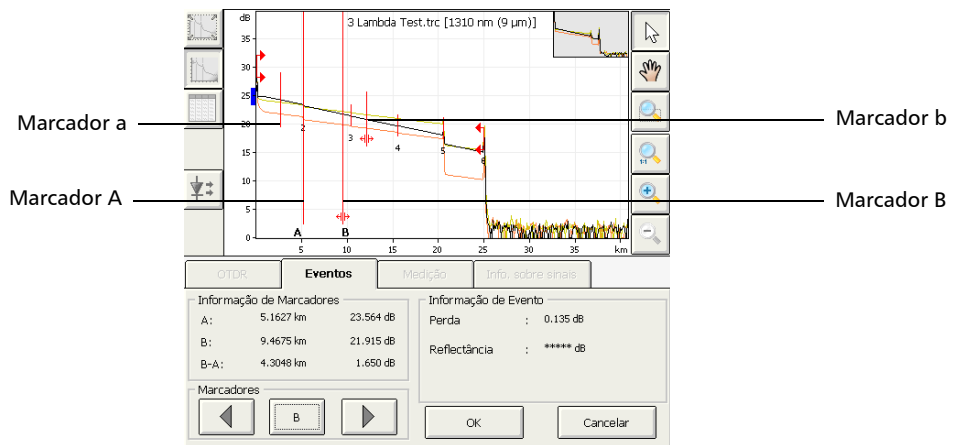 dB
3 Lambda Test.trc [1310 nm (9 µm)]
35
30
25
20
15
10
5
0
2
3
4
5
6
A
B
5
10
15
20
25
30
35
km
1:1
Marcador a
Marcador A
Marcador b
Marcador B
OTDR
Eventos
Medição
Info. sobre sinais
Informação de Marcadores
A: 5.1627 km 23.564 dB
B: 9.4675 km 21.915 dB
B-A: 4.3048 km 1.650 dB
Informação de Evento
Perda : 0.135 dB
Reflectância : ***** dB
Marcadores
B
OK
Cancelar